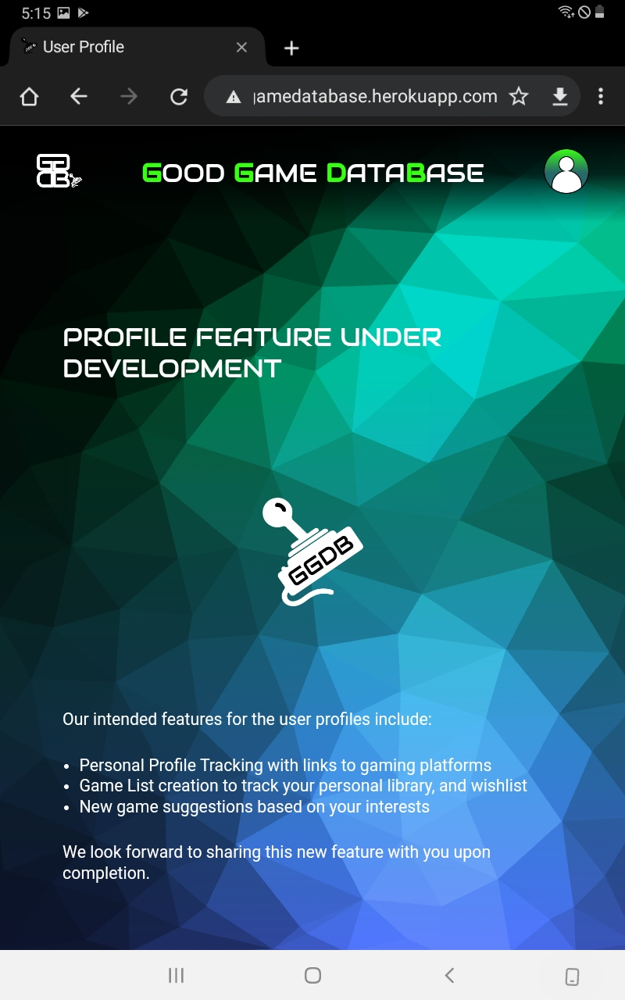 5:15
User Profile
gamedatabase.herokuapp.com
GGDB
GOOD GAME DATABASE
PROFILE FEATURE UNDER
DEVELOPMENT
GGDB
Our intended features for the user profiles include:
• Personal Profile Tracking with links to gaming platforms
• Game List creation to track your personal library, and wishlist
• New game suggestions based on your interests
We look forward to sharing this new feature with you upon
completion.